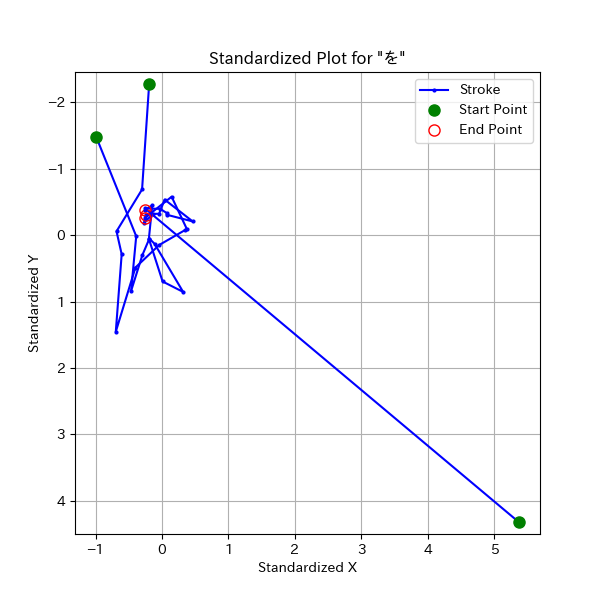 Standardized Plot for "を"
Stroke
Start Point
End Point
−2
−1
0
1
2
3
4
Standardized Y
−1 0 1 2 3 4 5
Standardized X